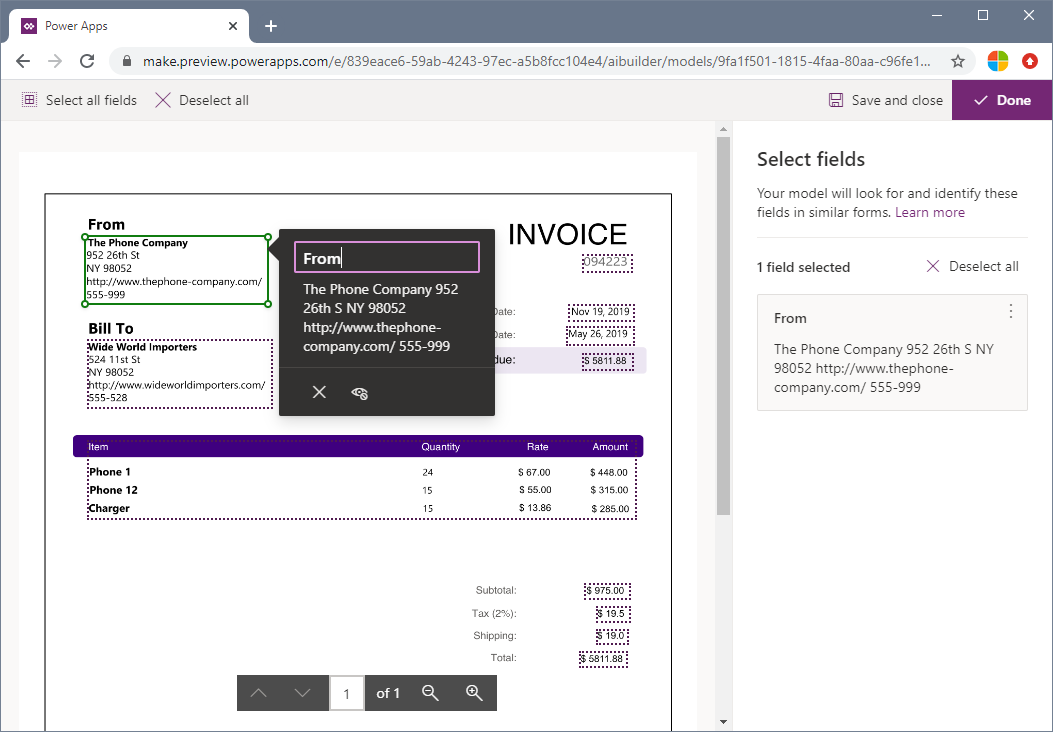 Power Apps
make.preview.powerapps.com/e/839eace6-59ab-4243-97ec-a5b8fcc104e4/aibuilder/models/9fa1f501-1815-4faa-80aa-c96fe1...
Select all fields
Deselect all
Save and close
Done
From
The Phone Company
952 26th St
NY 98052
http://www.thephone-company.com/
555-999
Bill To
Wide World Importers
524 11st St
NY 98052
http://www.wideworldimporters.com/
555-528
From
The Phone Company 952
26th S NY 98052
http://www.thephone-
company.com/ 555-999
INVOICE
094223
Date: Nov 19, 2019
Date: May 26, 2019
due: $ 5811.88
Item Quantity Rate Amount
Phone 1 24 $ 67.00 $ 448.00
Phone 12 15 $ 55.00 $ 315.00
Charger 15 $ 13.86 $ 285.00
Subtotal: $ 975.00
Tax (2%): $ 19.5
Shipping: $ 19.0
Total: $ 5811.88
1 of 1
Select fields
Your model will look for and identify these
fields in similar forms. Learn more
1 field selected
Deselect all
From
The Phone Company 952 26th S NY
98052 http://www.thephone-
company.com/ 555-999